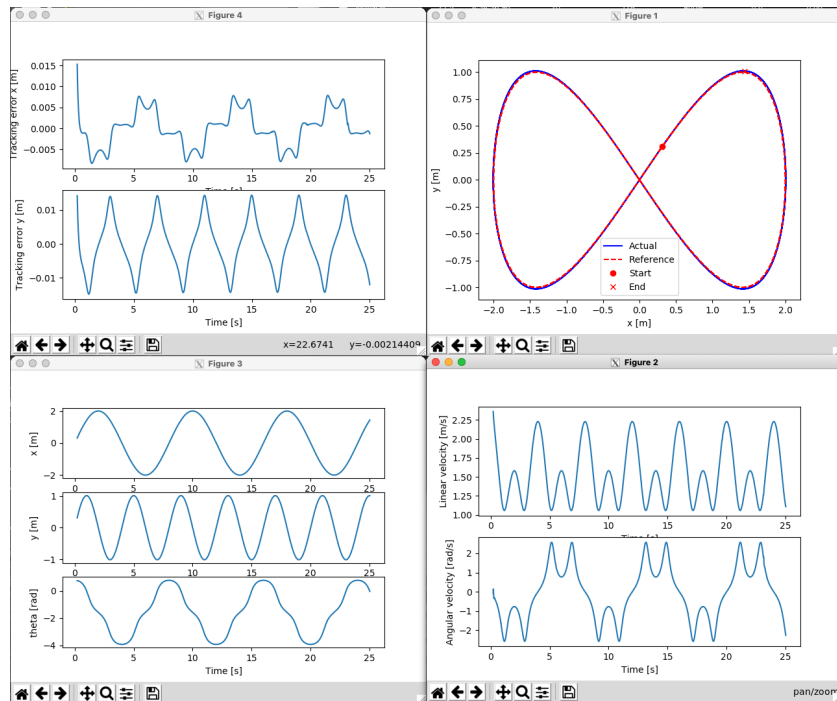 Figure 4
Tracking error x [m]
0.015
0.010
0.005
0.000
−0.005
0 5 10 15 20 25
Time [s]
Tracking error y [m]
0.01
0.00
−0.01
0 5 10 15 20 25
Time [s]
x=22.6741 y=-0.00214409
Figure 1
y [m]
1.00
0.75
0.50
0.25
0.00
−0.25
−0.50
−0.75
−1.00
Actual
Reference
Start
End
−2.0 −1.5 −1.0 −0.5 0.0 0.5 1.0 1.5 2.0
x [m]
Figure 3
x [m]
2
0
−2
0 5 10 15 20 25
y [m]
1
0
−1
0 5 10 15 20 25
theta [rad]
0
−2
−4
0 5 10 15 20 25
Time [s]
Figure 2
Linear velocity [m/s]
2.25
2.00
1.75
1.50
1.25
1.00
0 5 10 15 20 25
Time [s]
Angular velocity [rad/s]
2
1
0
−1
−2
0 5 10 15 20 25
Time [s]
pan/zoom